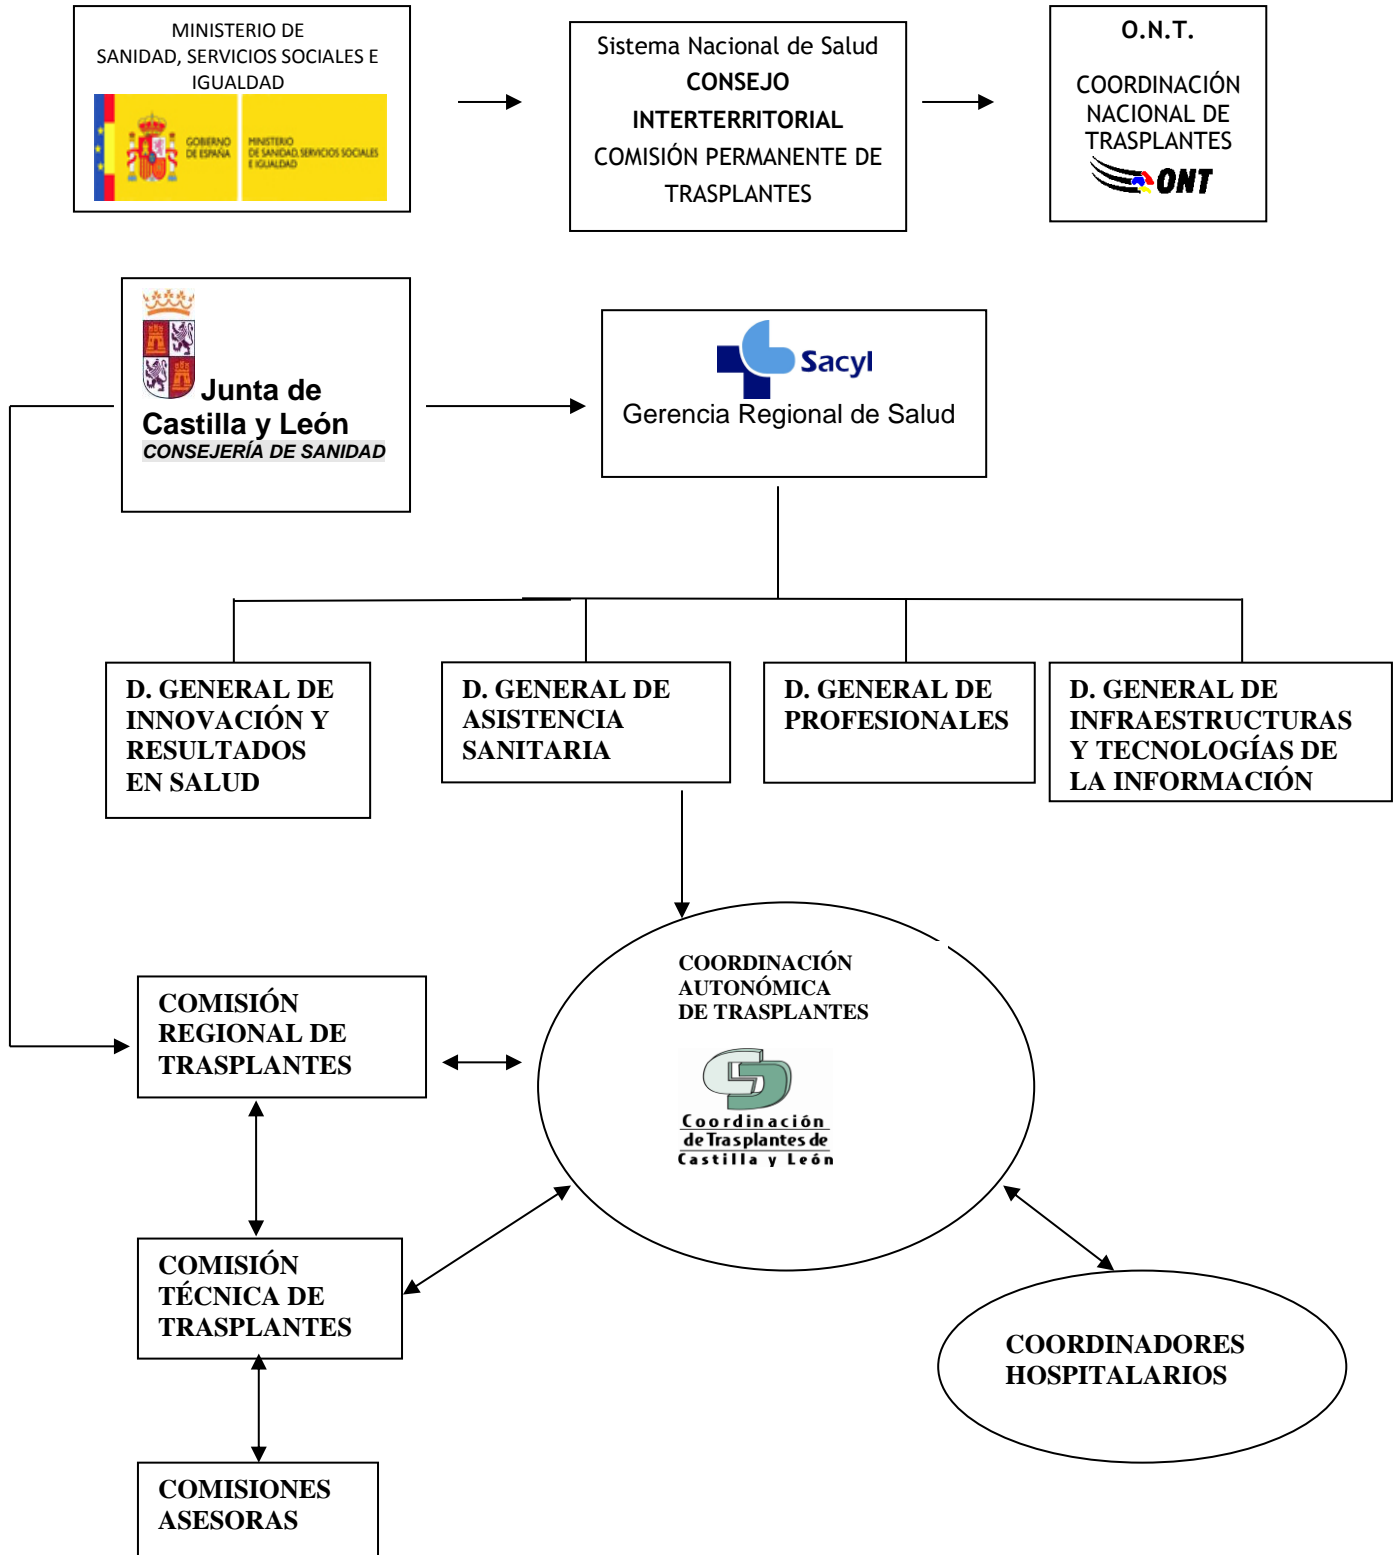 MINISTERIO DE
SANIDAD, SERVICIOS SOCIALES E
IGUALDAD
GOBIERNO
DE ESPAÑA
MINISTERIO
DE SANIDAD, SERVICIOS SOCIALES
E IGUALDAD
Sistema Nacional de Salud
CONSEJO
INTERTERRITORIAL
COMISIÓN PERMANENTE DE
TRASPLANTES
O.N.T.
COORDINACIÓN
NACIONAL DE
TRASPLANTES
ONT
Junta de
Castilla y León
CONSEJERÍA DE SANIDAD
Sacyl
Gerencia Regional de Salud
D. GENERAL DE
INNOVACIÓN Y
RESULTADOS
EN SALUD
D. GENERAL DE
ASISTENCIA
SANITARIA
D. GENERAL DE
PROFESIONALES
D. GENERAL DE
INFRAESTRUCTURAS
Y TECNOLOGÍAS DE
LA INFORMACIÓN
COORDINACIÓN
AUTONÓMICA
DE TRASPLANTES
Coordinación
de Trasplantes de
Castilla y León
COMISIÓN
REGIONAL DE
TRASPLANTES
COMISIÓN
TÉCNICA DE
TRASPLANTES
COORDINADORES
HOSPITALARIOS
COMISIONES
ASESORAS